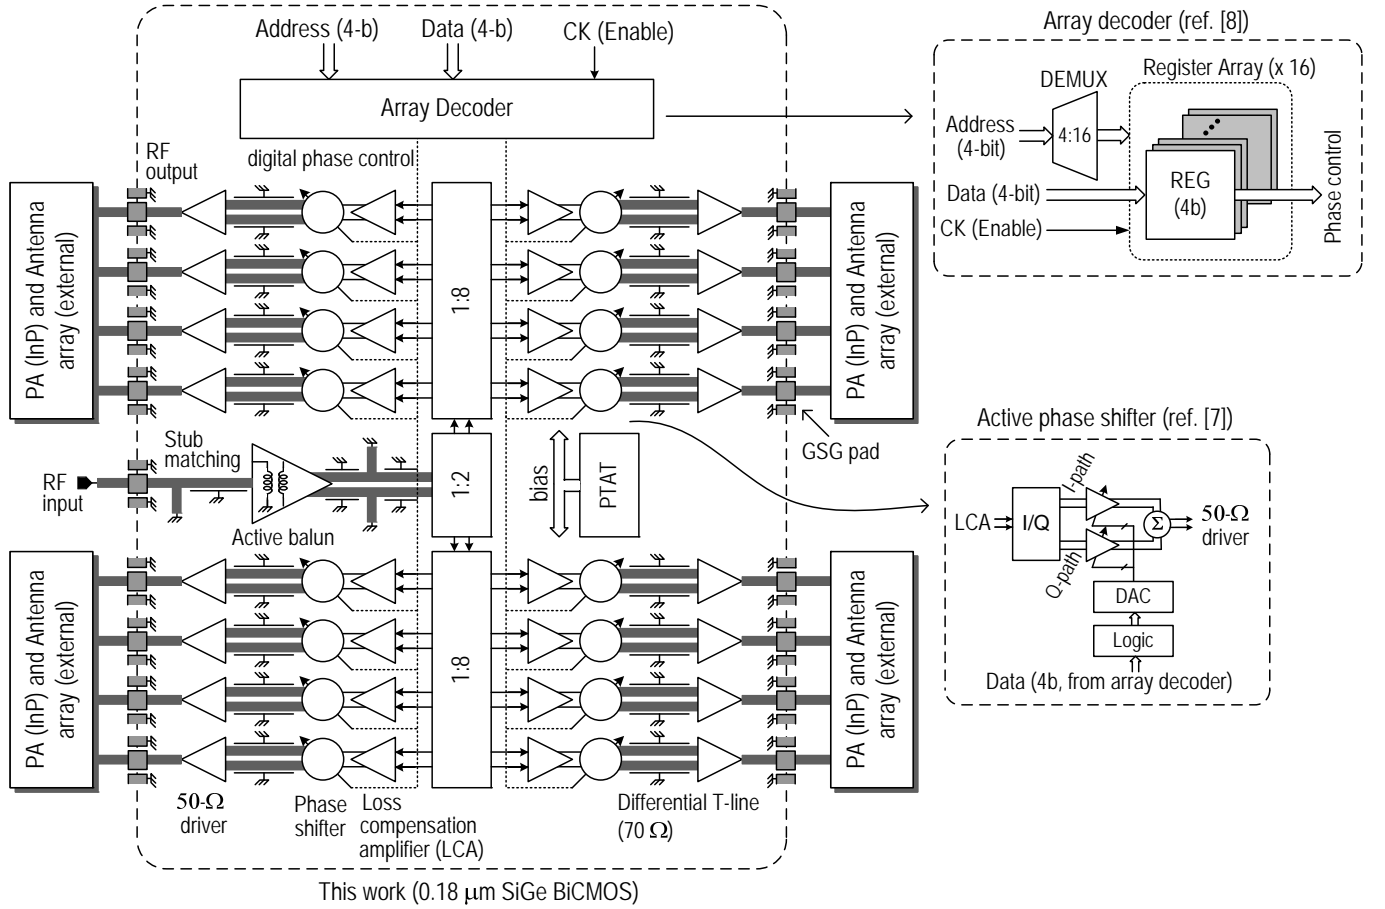 Address (4-b)
Data (4-b)
CK (Enable)
Array Decoder
digital phase control
RF
output
PA (InP) and Antenna
array (external)
1:8
PA (InP) and Antenna
array (external)
GSG pad
Stub
matching
RF
input
Active balun
1:2
bias
PTAT
PA (InP) and Antenna
array (external)
1:8
PA (InP) and Antenna
array (external)
50-Ω
driver
Phase
shifter
Loss
compensation
amplifier (LCA)
Differential T-line
(70 Ω)
This work (0.18 μm SiGe BiCMOS)
Array decoder (ref. [8])
Register Array (x 16)
DEMUX
Address
(4-bit)
4:16
Data (4-bit)
REG
(4b)
CK (Enable)
Phase control
Active phase shifter (ref. [7])
I-path
LCA
I/Q
Σ
50-Ω
driver
Q-path
DAC
Logic
Data (4b, from array decoder)